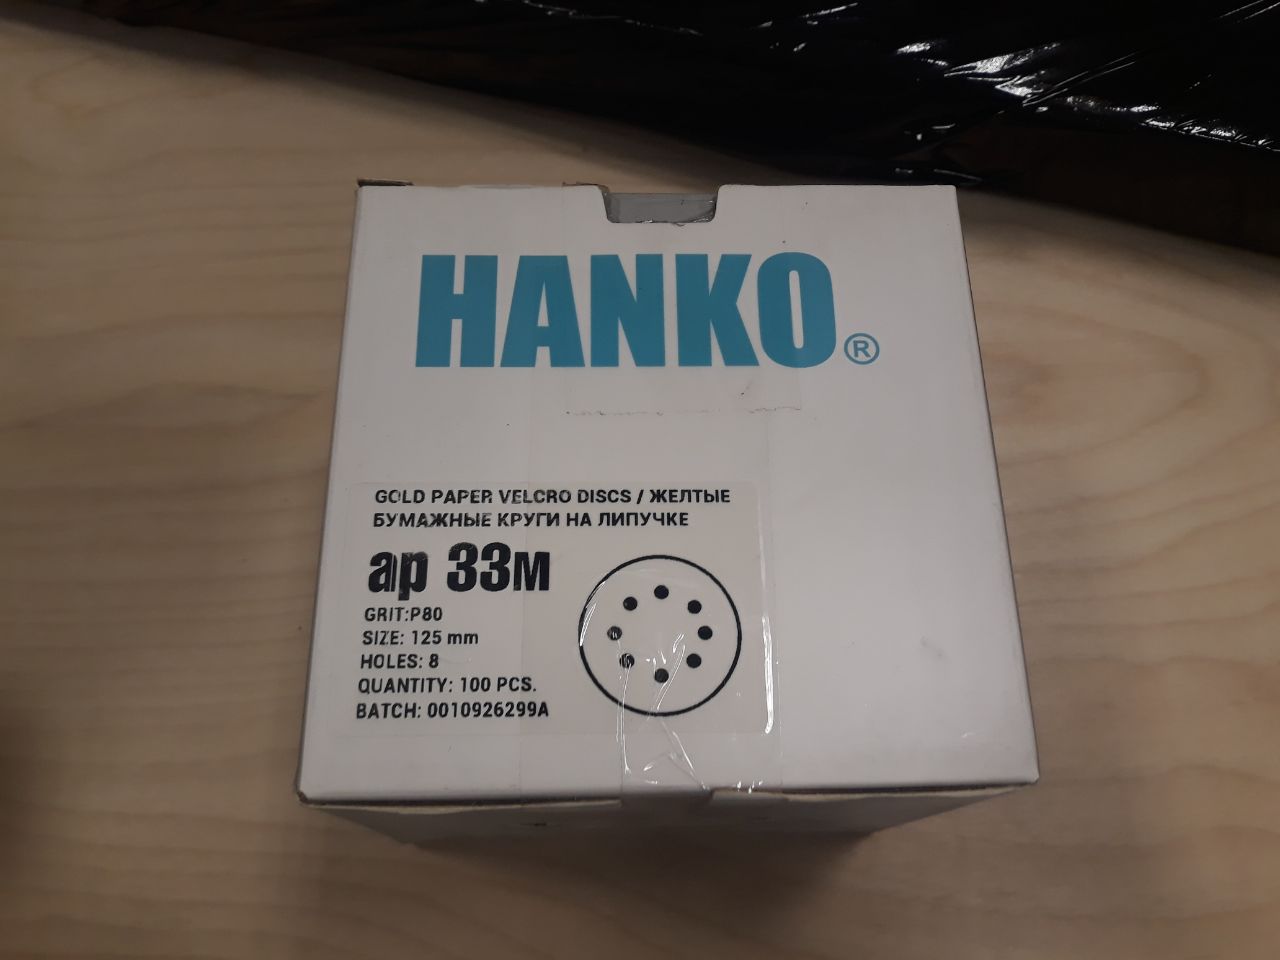 HANKO®
GOLD PAPER VELCRO DISCS / ЖЕЛТЫЕ
БУМАЖНЫЕ КРУГИ НА ЛИПУЧКЕ
ap 33м
GRIT:P80
SIZE: 125 mm
HOLES: 8
QUANTITY: 100 PCS.
BATCH: 0010926299A